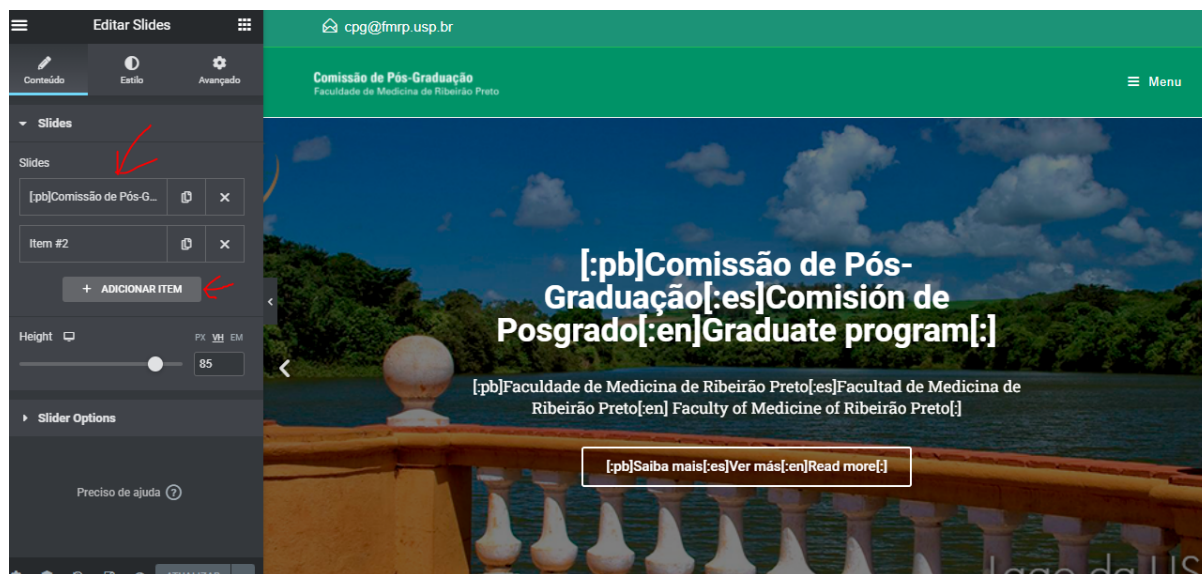 Editar Slides
Conteúdo
Estilo
Avançado
Slides
Slides
[:pb]Comissão de Pós-G...
Item #2
+ ADICIONAR ITEM
Height
PX VH EM
85
Slider Options
Preciso de ajuda
ATUALIZAR
cpg@fmrp.usp.br
Comissão de Pós-Graduação
Faculdade de Medicina de Ribeirão Preto
Menu
[:pb]Comissão de Pós-
Graduação[:es]Comisión de
Posgrado[:en]Graduate program[:]
[:pb]Faculdade de Medicina de Ribeirão Preto[:es]Facultad de Medicina de
Ribeirão Preto[:en] Faculty of Medicine of Ribeirão Preto[:]
[:pb]Saiba mais[:es]Ver más[:en]Read more[:]
Lago da US